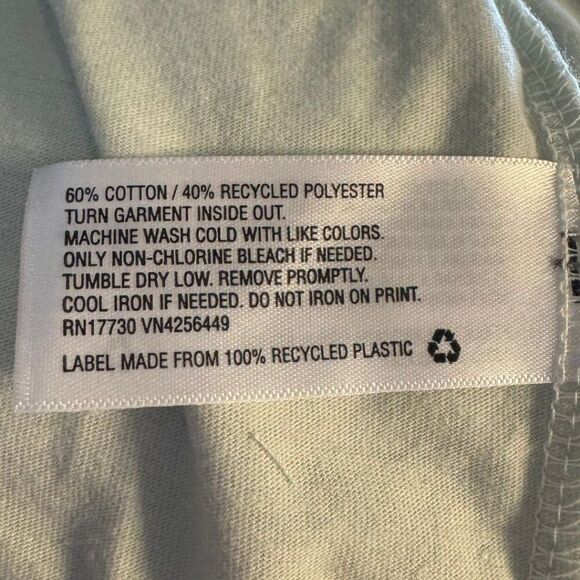 60% COTTON / 40% RECYCLED POLYESTER
TURN GARMENT INSIDE OUT.
MACHINE WASH COLD WITH LIKE COLORS.
ONLY NON-CHLORINE BLEACH IF NEEDED.
TUMBLE DRY LOW. REMOVE PROMPTLY.
COOL IRON IF NEEDED. DO NOT IRON ON PRINT.
RN17730 VN4256449
LABEL MADE FROM 100% RECYCLED PLASTIC